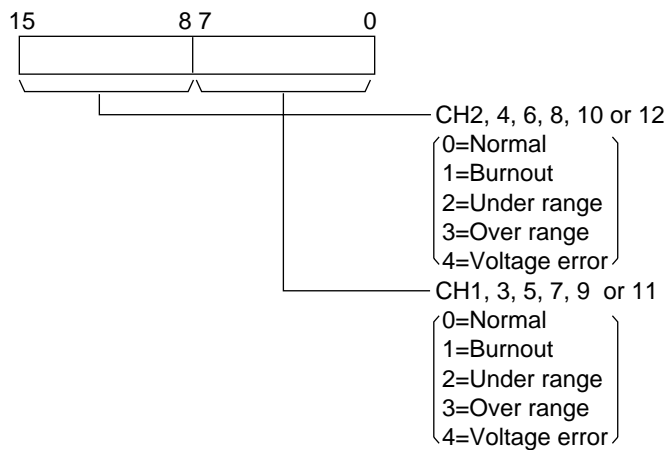 15 8 7 0
CH2, 4, 6, 8, 10 or 12
0=Normal
1=Burnout
2=Under range
3=Over range
4=Voltage error
CH1, 3, 5, 7, 9 or 11
0=Normal
1=Burnout
2=Under range
3=Over range
4=Voltage error